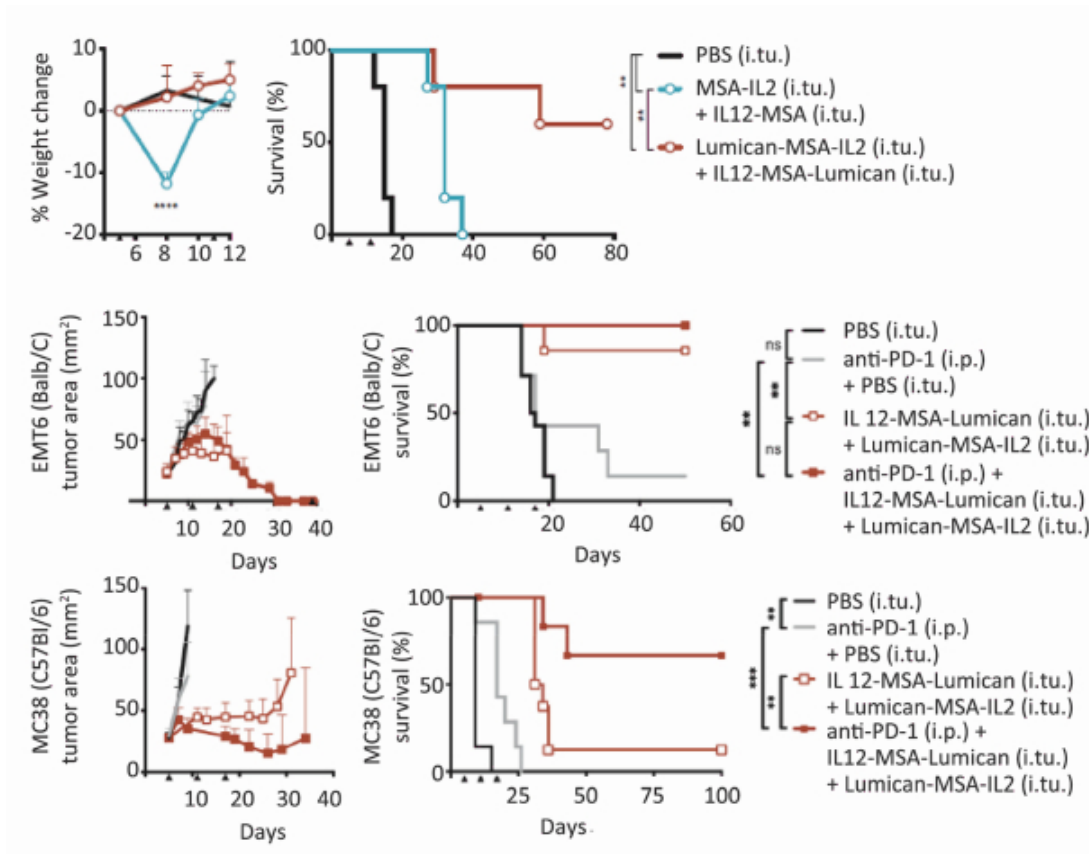 % Weight change
10
0
-10
-20
6 8 10 12
****
Survival (%)
100
50
0
20 40 60 80
**
**
PBS (i.tu.)
MSA-IL2 (i.tu.)
+ IL12-MSA (i.tu.)
Lumican-MSA-IL2 (i.tu.)
+ IL12-MSA-Lumican (i.tu.)
EMT6 (Balb/C)
tumor area (mm²)
150
100
50
10 20 30 40
Days
EMT6 (Balb/C)
survival (%)
100
50
0
20 40 60
Days
ns
**
**
ns
PBS (i.tu.)
anti-PD-1 (i.p.)
+ PBS (i.tu.)
IL 12-MSA-Lumican (i.tu.)
+ Lumican-MSA-IL2 (i.tu.)
anti-PD-1 (i.p.) +
IL12-MSA-Lumican (i.tu.)
+ Lumican-MSA-IL2 (i.tu.)
MC38 (C57BI/6)
tumor area (mm²)
150
100
50
0
10 20 30 40
Days
MC38 (C57BI/6)
survival (%)
100
50
0
25 50 75 100
Days
**
***
**
PBS (i.tu.)
anti-PD-1 (i.p.)
+ PBS (i.tu.)
IL 12-MSA-Lumican (i.tu.)
+ Lumican-MSA-IL2 (i.tu.)
anti-PD-1 (i.p.) +
IL12-MSA-Lumican (i.tu.)
+ Lumican-MSA-IL2 (i.tu.)